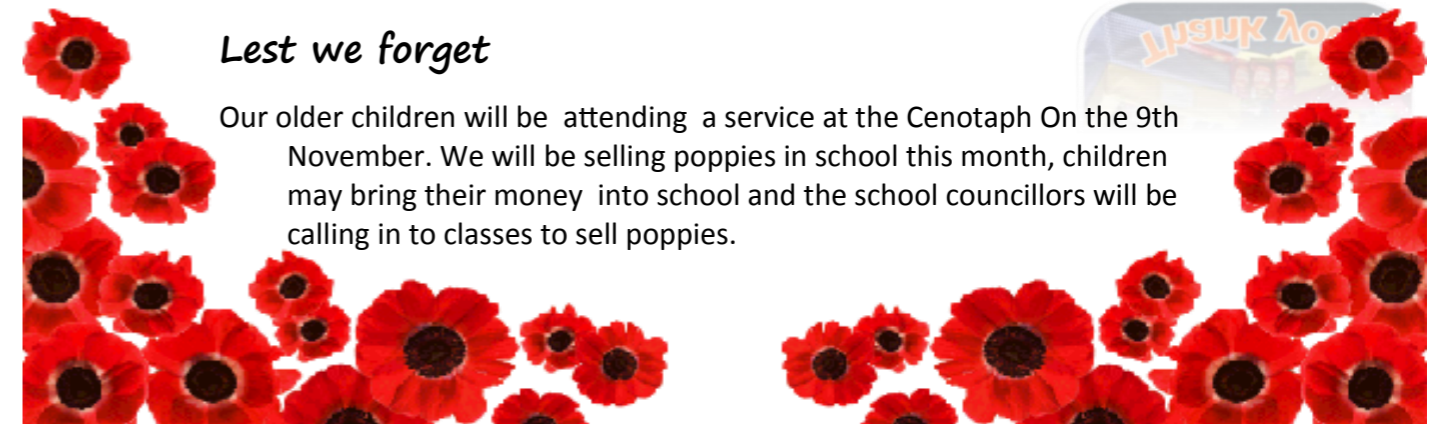 Thank you
Lest we forget
Our older children will be  attending  a service at the Cenotaph On the 9th
November. We will be selling poppies in school this month, children
may bring their money  into school and the school councillors will be
calling in to classes to sell poppies.